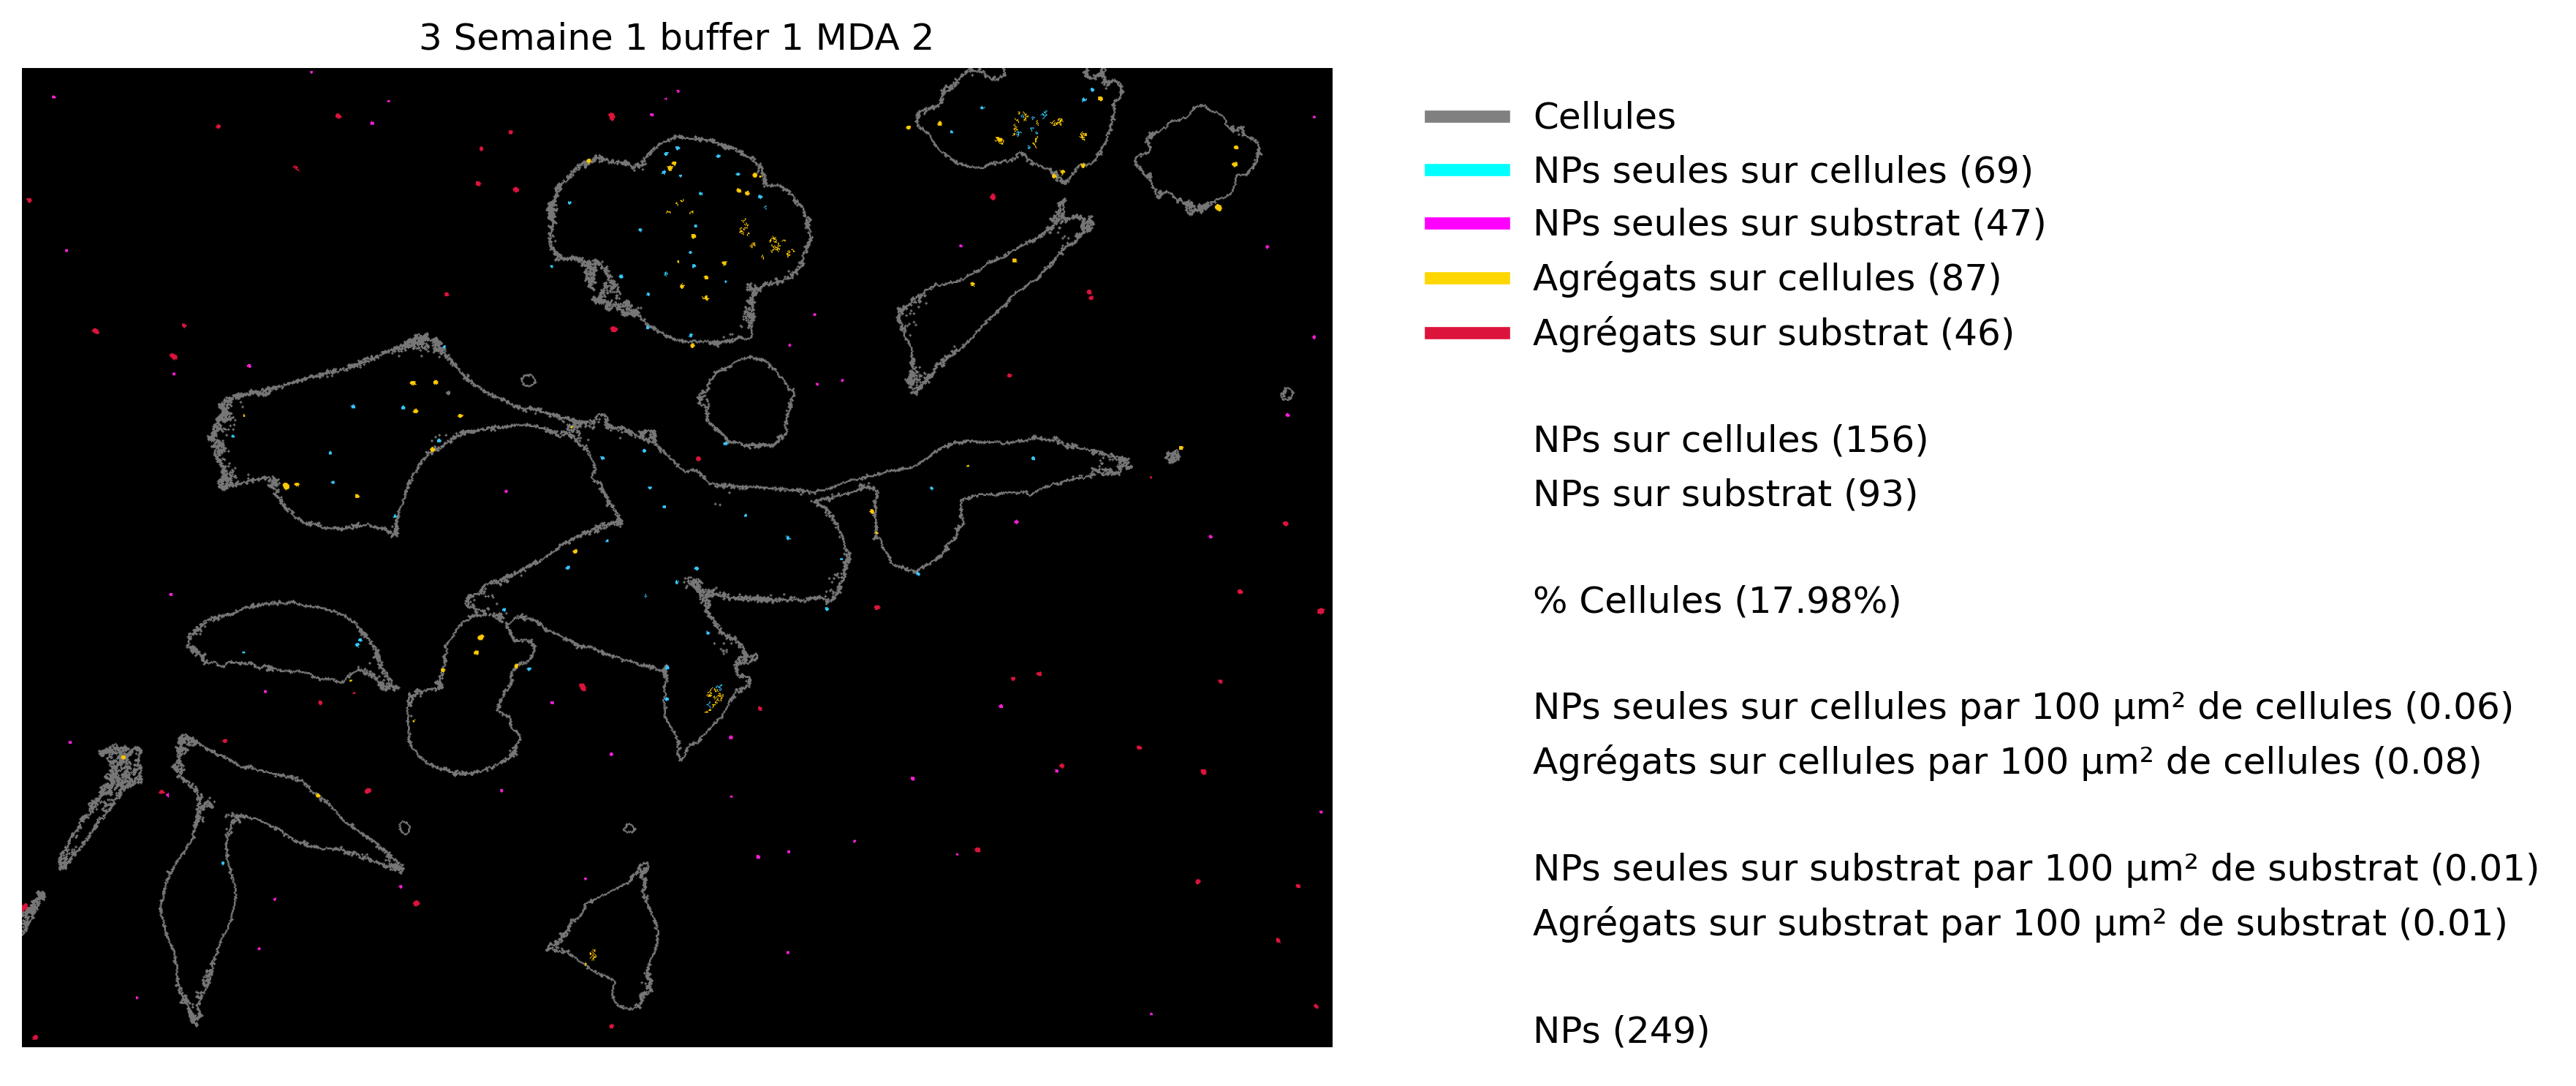 3 Semaine 1 buffer 1 MDA 2
Cellules
NPs seules sur cellules (69)
NPs seules sur substrat (47)
Agrégats sur cellules (87)
Agrégats sur substrat (46)
NPs sur cellules (156)
NPs sur substrat (93)
% Cellules (17.98%)
NPs seules sur cellules par 100 µm² de cellules (0.06)
Agrégats sur cellules par 100 µm² de cellules (0.08)
NPs seules sur substrat par 100 µm² de substrat (0.01)
Agrégats sur substrat par 100 µm² de substrat (0.01)
NPs (249)